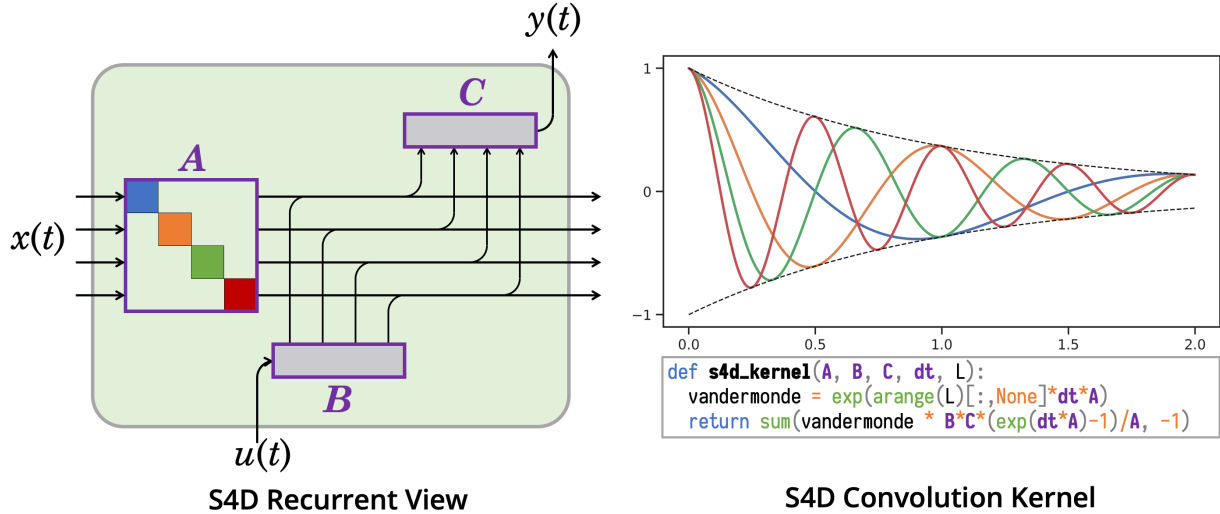 y(t)
C
A
x(t)
B
u(t)
S4D Recurrent View
1
0
−1
0.0 0.5 1.0 1.5 2.0
def s4d_kernel(A, B, C, dt, L):
vandermonde = exp(arange(L)[:,None]*dt*A)
return sum(vandermonde * B*C*(exp(dt*A)-1)/A, -1)
S4D Convolution Kernel